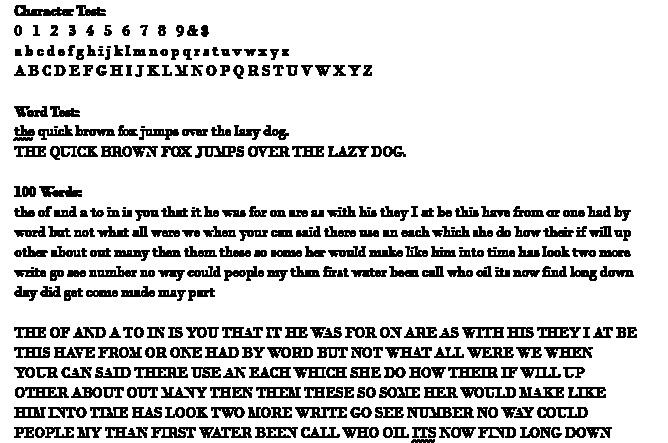 Character Test:
0 1 2 3 4 5 6 7 8 9&$
a b c d e f g h i j k l m n o p q r s t u v w x y z
A B C D E F G H I J K L M N O P Q R S T U V W X Y Z
Word Test:
the quick brown fox jumps over the lazy dog.
THE QUICK BROWN FOX JUMPS OVER THE LAZY DOG.
100 Words:
the of and a to in is you that it he was for on are as with his they I at be this have from or one had by
word but not what all were we when your can said there use an each which she do how their if will up
other about out many then them these so some her would make like him into time has look two more
write go see number no way could people my than first water been call who oil its now find long down
day did get come made may part
THE OF AND A TO IN IS YOU THAT IT HE WAS FOR ON ARE AS WITH HIS THEY I AT BE
THIS HAVE FROM OR ONE HAD BY WORD BUT NOT WHAT ALL WERE WE WHEN
YOUR CAN SAID THERE USE AN EACH WHICH SHE DO HOW THEIR IF WILL UP
OTHER ABOUT OUT MANY THEN THEM THESE SO SOME HER WOULD MAKE LIKE
HIM INTO TIME HAS LOOK TWO MORE WRITE GO SEE NUMBER NO WAY COULD
PEOPLE MY THAN FIRST WATER BEEN CALL WHO OIL ITS NOW FIND LONG DOWN